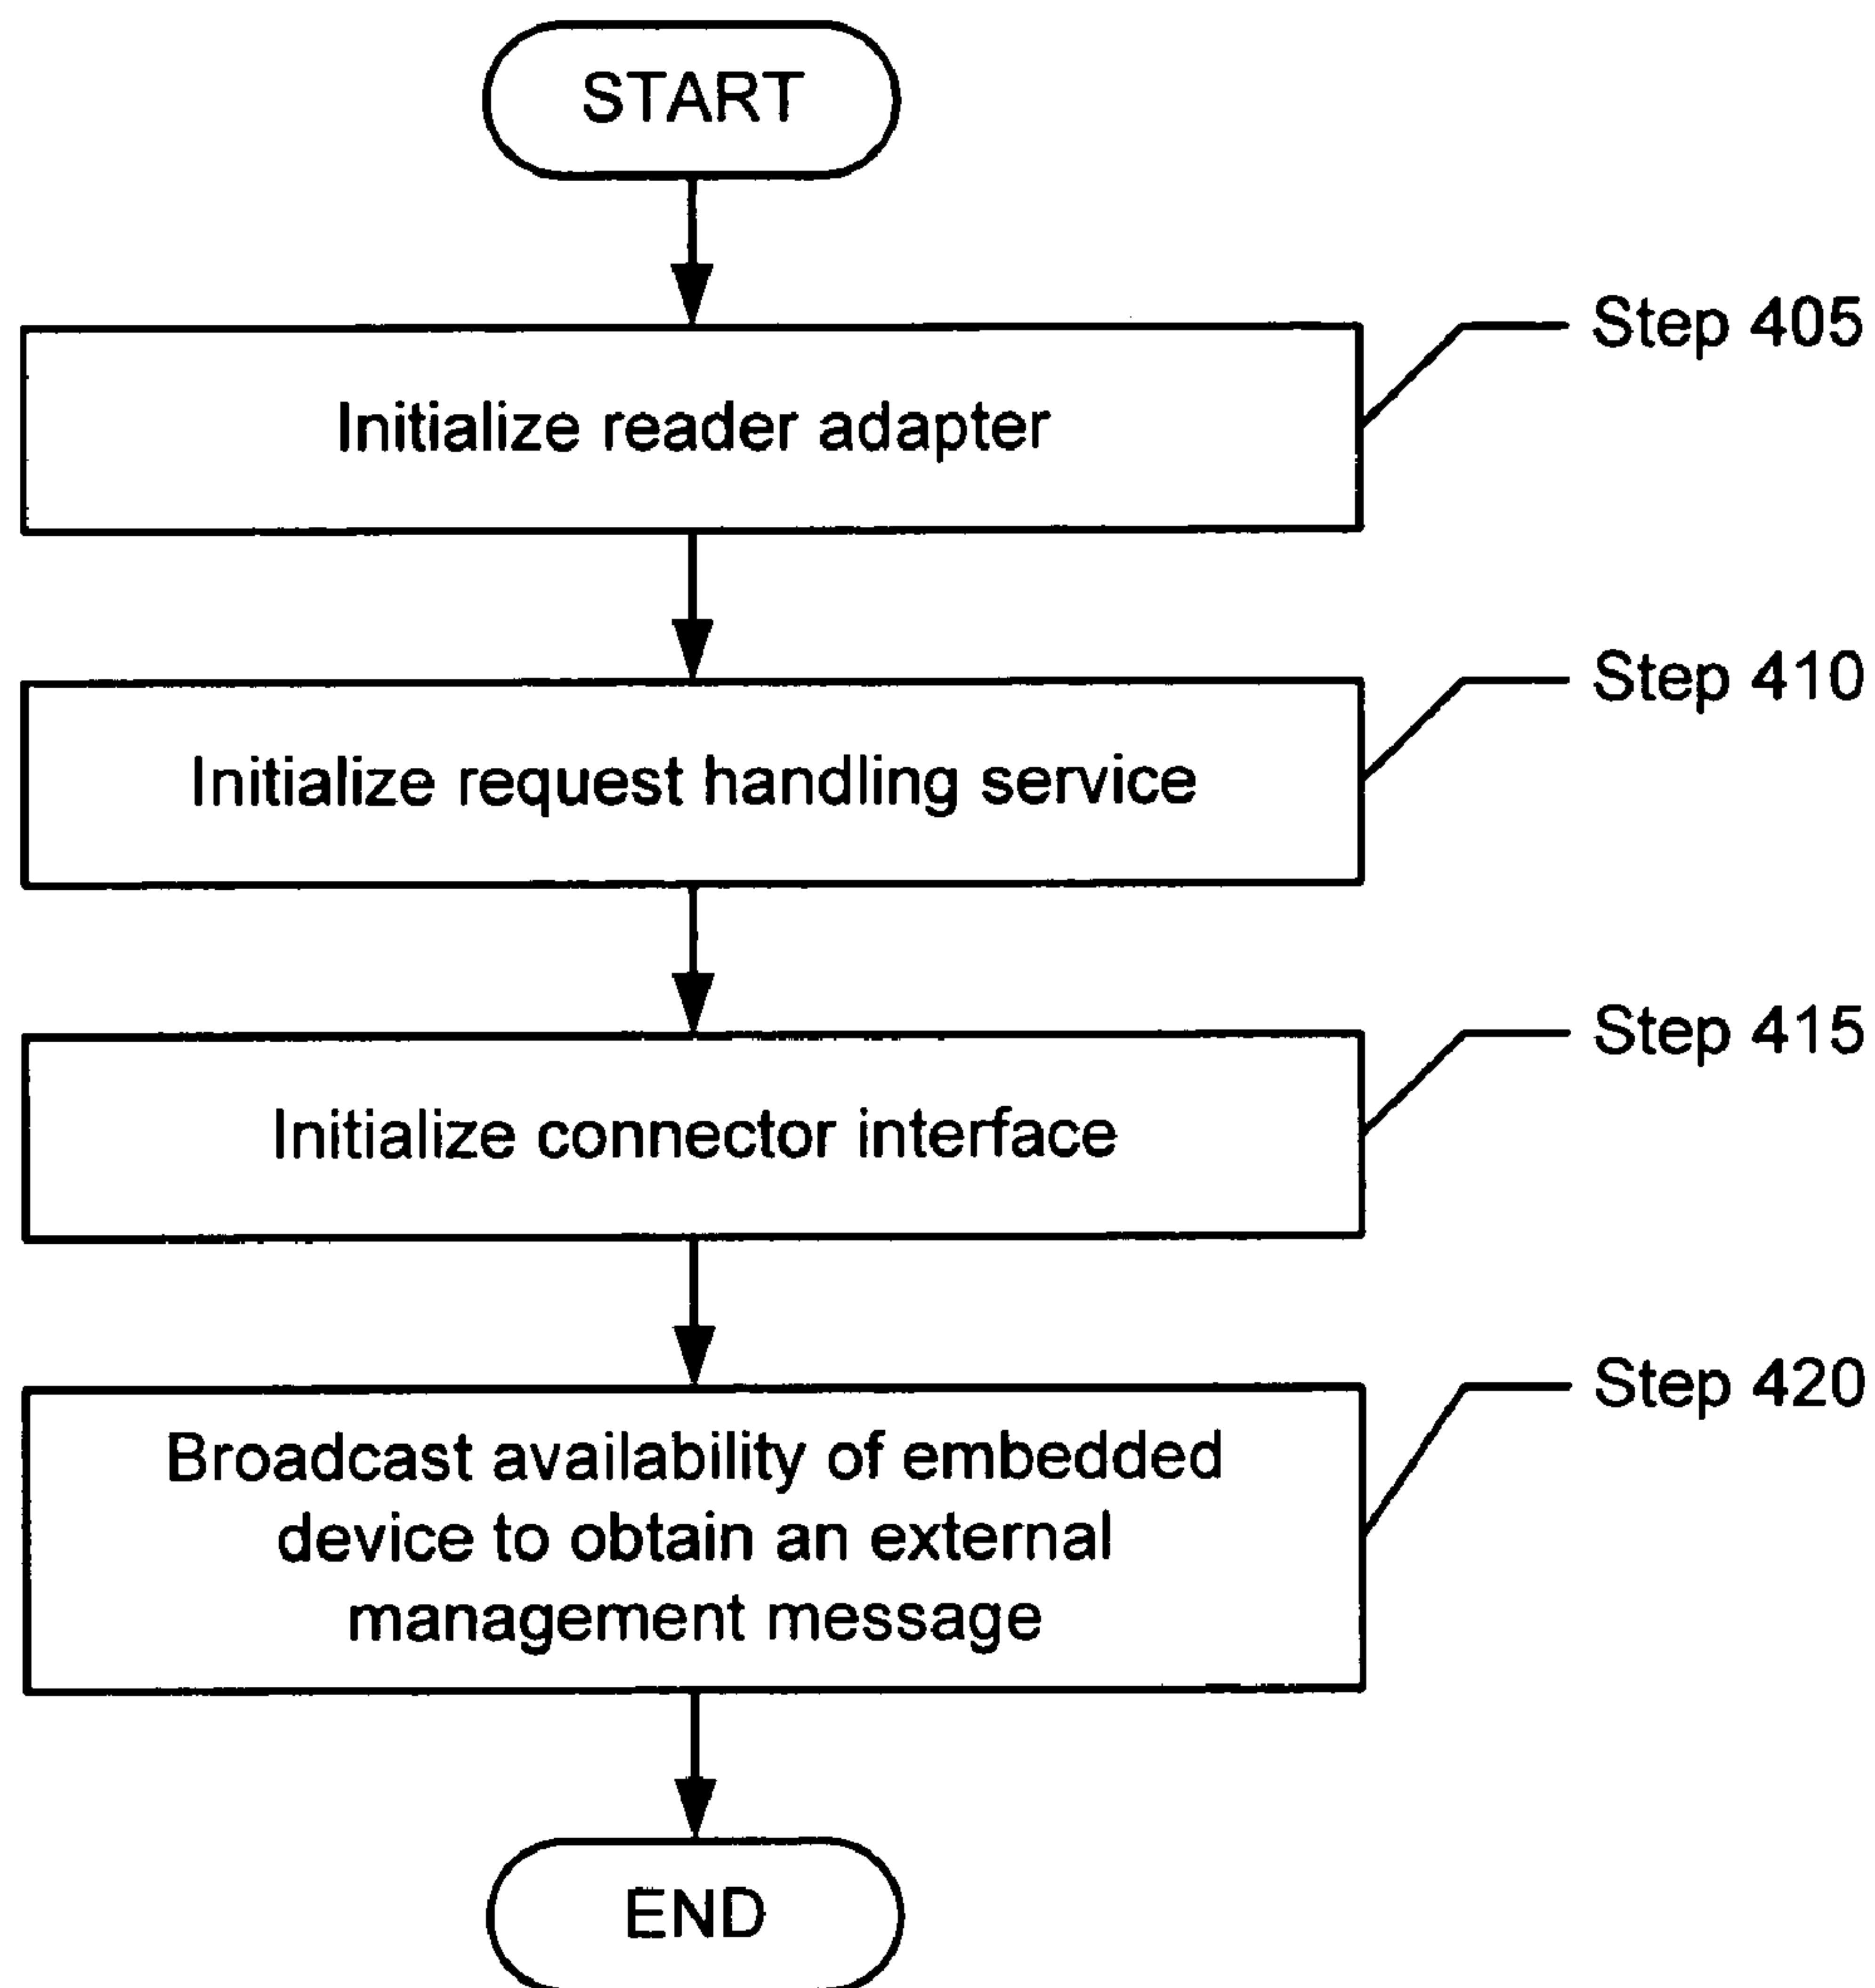 START
Step 405
Initialize reader adapter
Step 410
Initialize request handling service
Step 415
Initialize connector interface
Step 420
Broadcast availability of embedded
device to obtain an external
management message
END